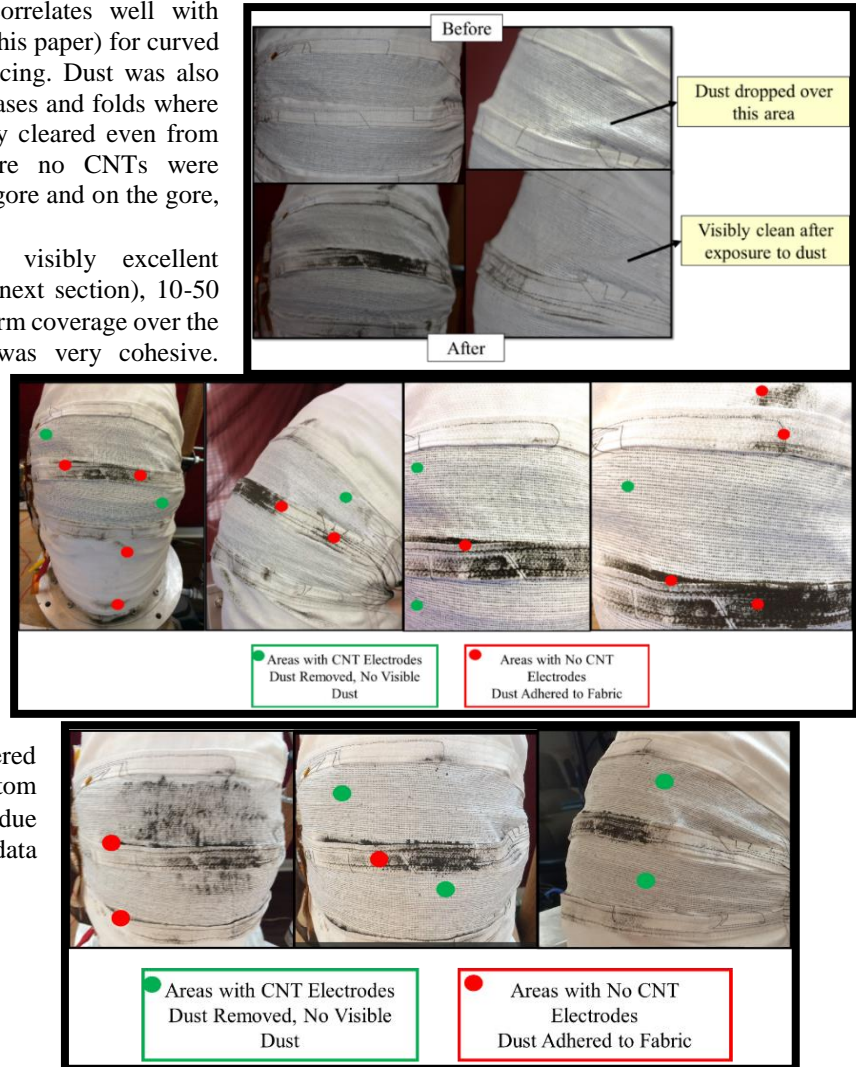 orrelates well with
his paper) for curved
cing. Dust was also
ases and folds where
y cleared even from
re no CNTs were
gore and on the gore,
visibly excellent
next section), 10-50
rm coverage over the
was very cohesive.
Before
Dust dropped over
this area
Visibly clean after
exposure to dust
After
Areas with CNT Electrodes
Dust Removed, No Visible
Dust
Areas with No CNT
Electrodes
Dust Adhered to Fabric
ered
tom
due
data
Areas with CNT Electrodes
Dust Removed, No Visible
Dust
Areas with No CNT
Electrodes
Dust Adhered to Fabric